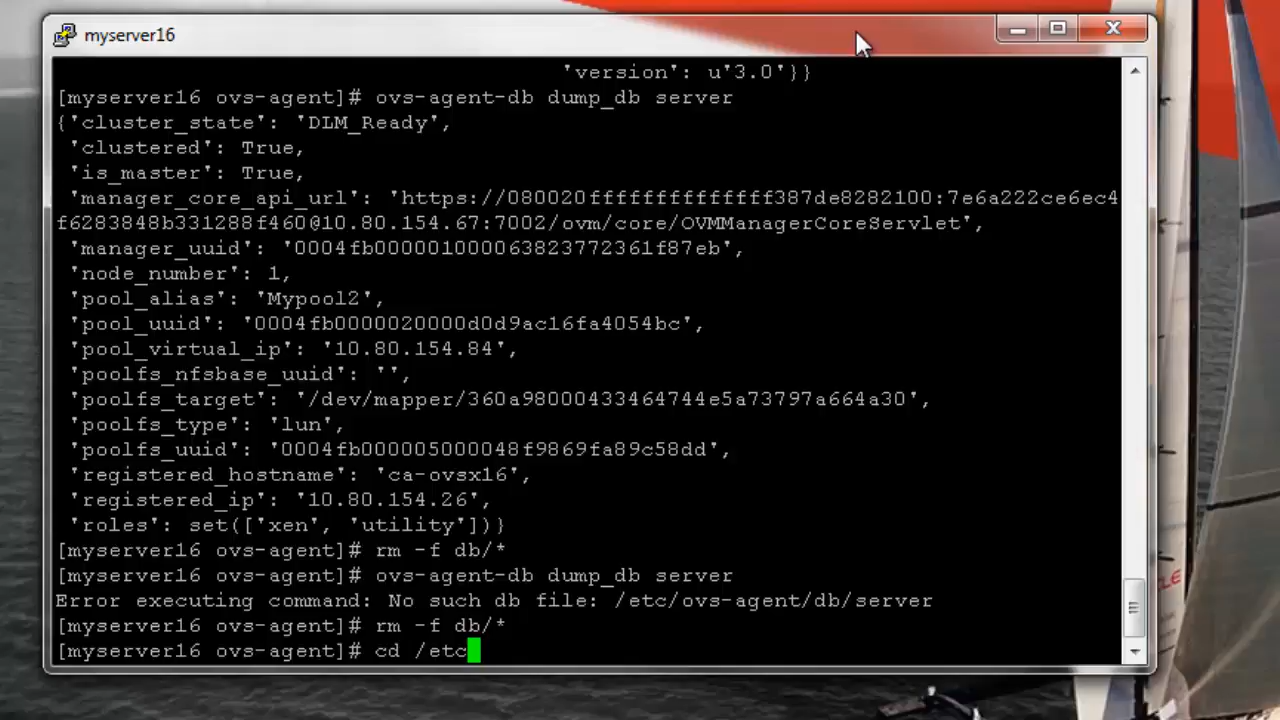 myserver16
'version': u'3.0'}}
[myserver16 ovs-agent]# ovs-agent-db dump_db server
{'cluster_state': 'DLM_Ready',
'clustered': True,
'is_master': True,
'manager_core_api_url': 'https://080020ffffffffffffff387de8282100:7e6a222ce6ec4
f6283848b331288f460@10.80.154.67:7002/ovm/core/OVMManagerCoreServlet',
'manager_uuid': '0004fb000001000063823772361f87eb',
'node_number': 1,
'pool_alias': 'Mypool2',
'pool_uuid': '0004fb0000020000d0d9ac16fa4054bc',
'pool_virtual_ip': '10.80.154.84',
'poolfs_nfsbase_uuid': '',
'poolfs_target': '/dev/mapper/360a98000433464744e5a73797a664a30',
'poolfs_type': 'lun',
'poolfs_uuid': '0004fb000005000048f9869fa89c58dd',
'registered_hostname': 'ca-ovsx16',
'registered_ip': '10.80.154.26',
'roles': set(['xen', 'utility'])}
[myserver16 ovs-agent]# rm -f db/*
[myserver16 ovs-agent]# ovs-agent-db dump_db server
Error executing command: No such db file: /etc/ovs-agent/db/server
[myserver16 ovs-agent]# rm -f db/*
[myserver16 ovs-agent]# cd /etc